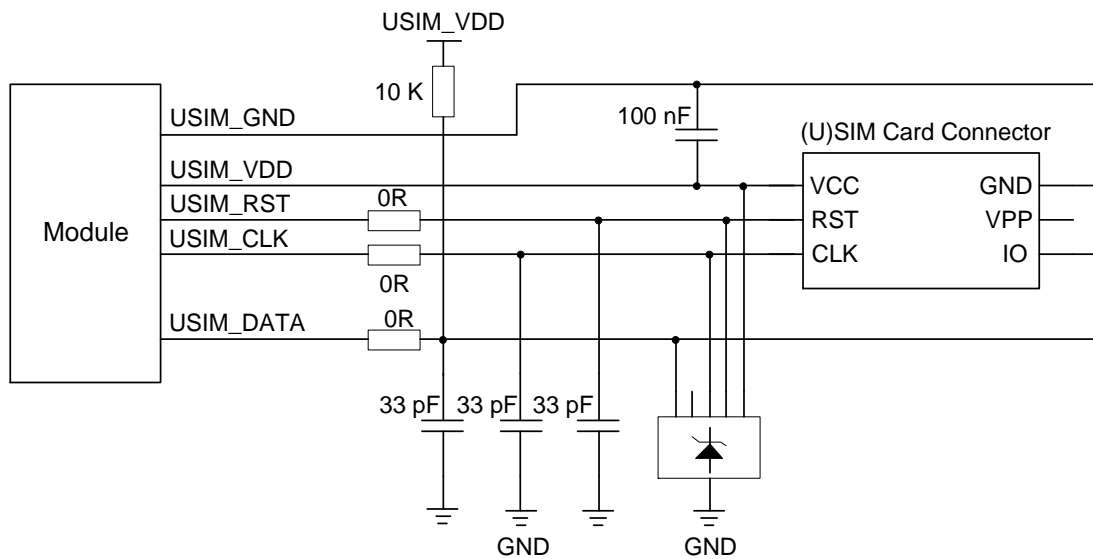 USIM_VDD
10 K
USIM_GND
100 nF
(U)SIM Card Connector
USIM_VDD
VCC
GND
USIM_RST
0R
RST
VPP
Module
USIM_CLK
CLK
IO
0R
USIM_DATA
0R
33 pF
33 pF
33 pF
GND
GND